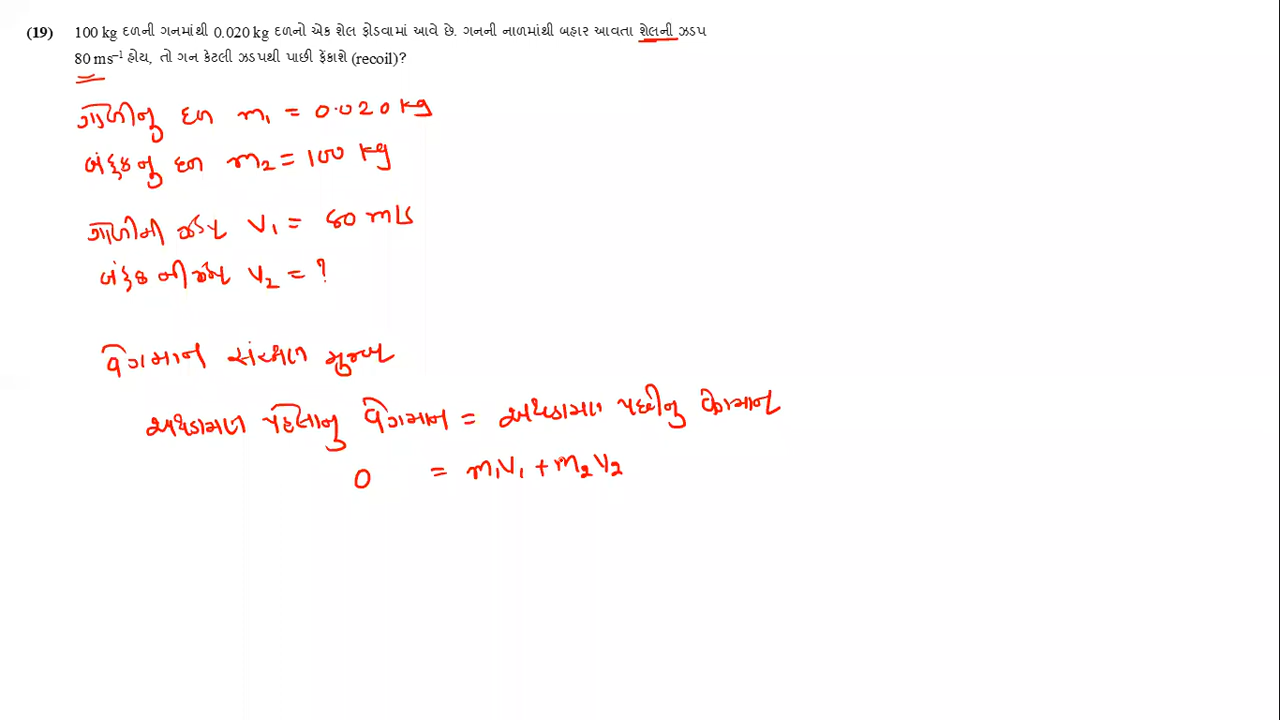 (19) 100 kg દળની ગનમાંથી 0.020 kg દળનો એક શેલ ફોડવામાં આવે છે. ગનની નાળમાંથી બહાર આવતા શેલની ઝડપ
80 ms⁻¹ હોય, તો ગન કેટલી ઝડપથી પાછી ફેંકાશે (recoil)?
ગોળીનુ દળ m₁ = 0.020 kg
બંદૂકનુ દળ m₂ = 100 kg
ગોળીની ઝડપ V₁ = 80 m/s
બંદૂકની ઝડપ V₂ = ?
વેગમાન સંરક્ષણ મુજબ
અથડામણ પહેલાનુ વેગમાન = અથડામણ પછીનુ વેગમાન
0 = m₁V₁ + m₂V₂